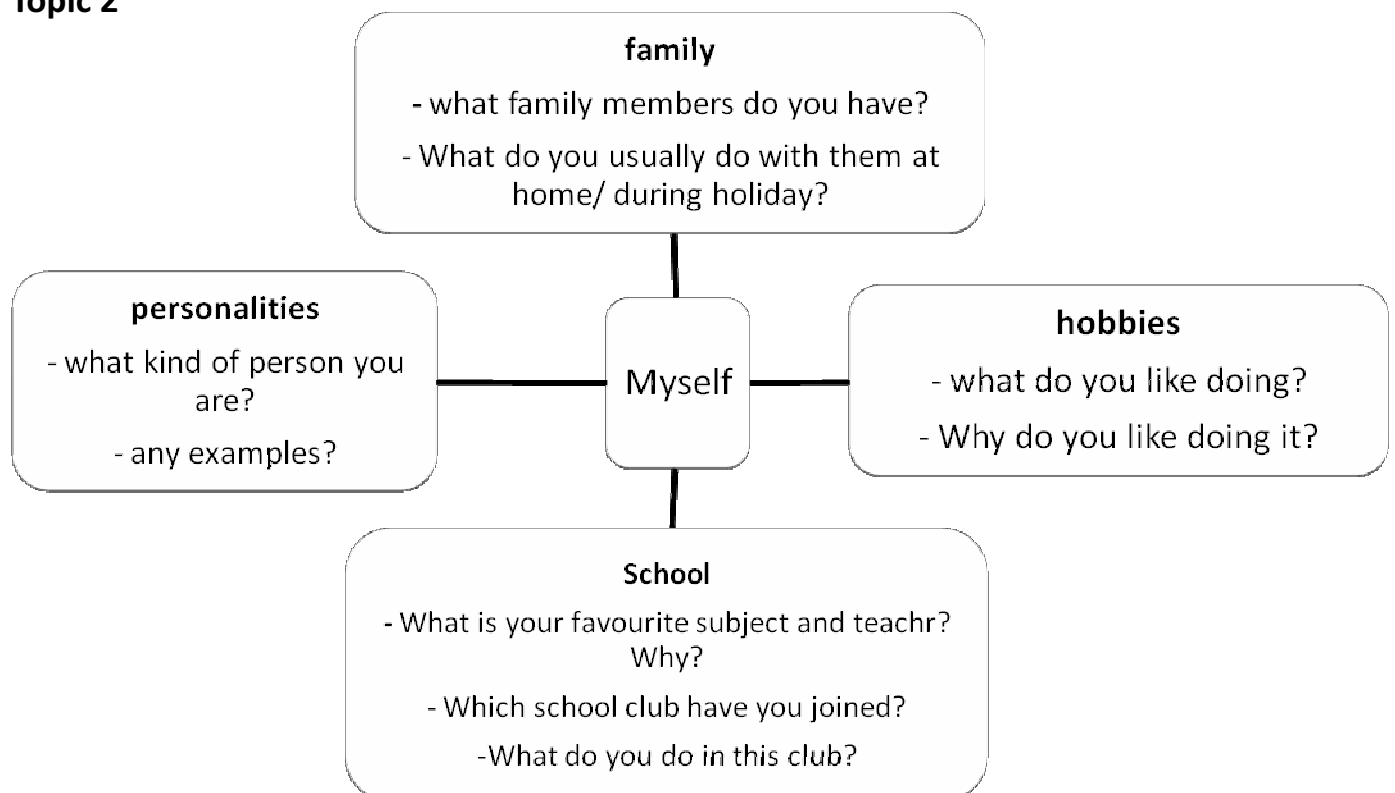 Topic 2
family
- what family members do you have?
- What do you usually do with them at
home/ during holiday?
personalities
- what kind of person you
are?
- any examples?
Myself
hobbies
- what do you like doing?
- Why do you like doing it?
School
- What is your favourite subject and teachr?
Why?
- Which school club have you joined?
-What do you do in this club?